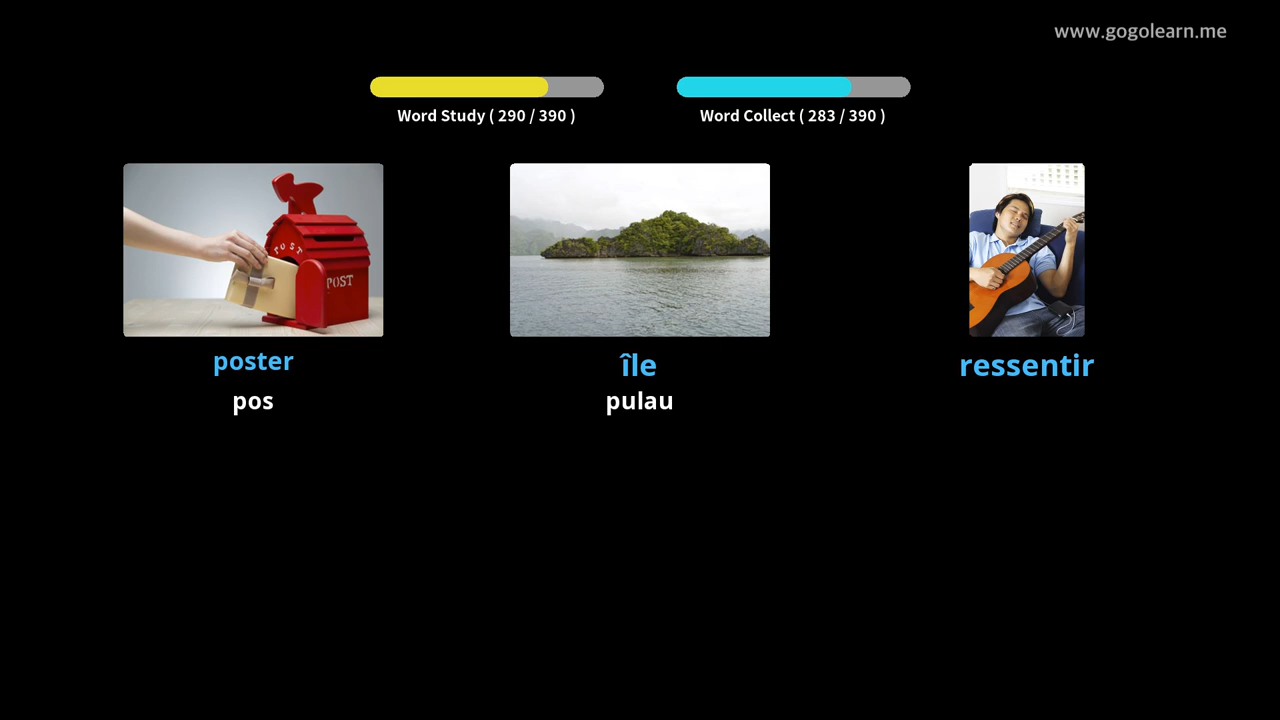 www.gogolearn.me
Word Study ( 290 / 390 )
Word Collect ( 283 / 390 )
POST
POST
poster
île
ressentir
pos
pulau